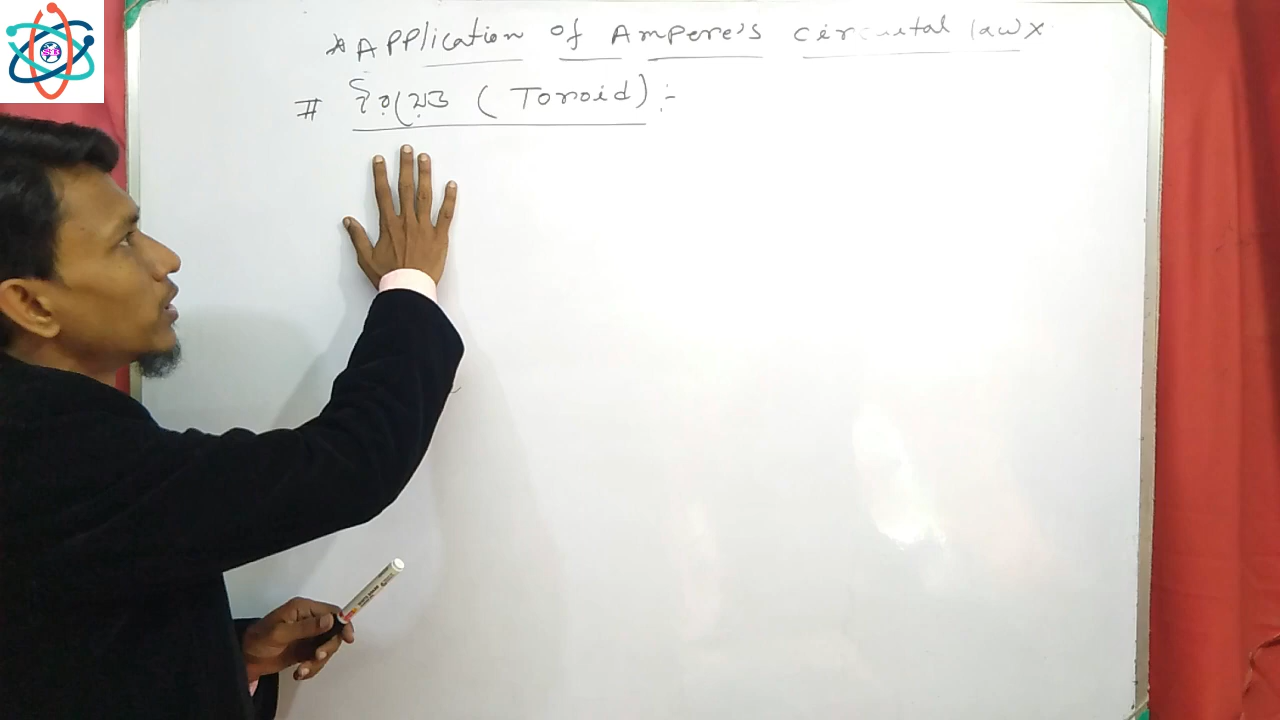 * Application of Ampere's circuital law x
# টরয়েড ( Toroid ) :-